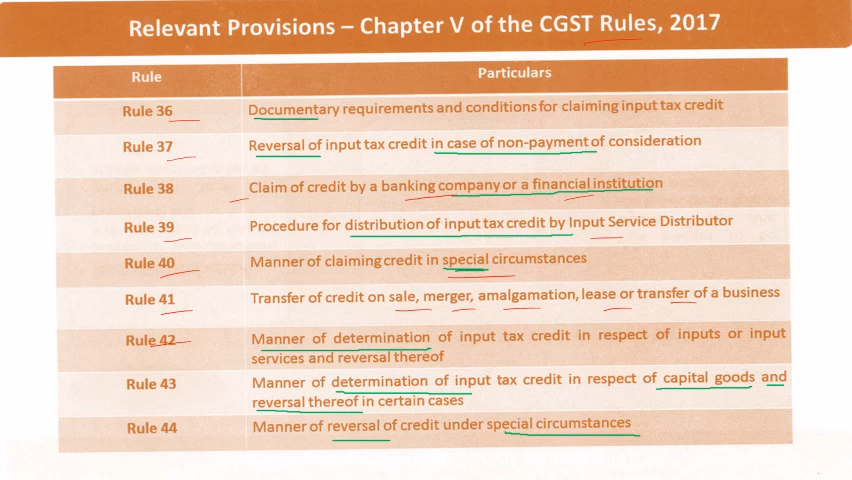 Relevant Provisions – Chapter V of the CGST Rules, 2017
Rule Particulars
Rule 36 Documentary requirements and conditions for claiming input tax credit
Rule 37 Reversal of input tax credit in case of non-payment of consideration
Rule 38 Claim of credit by a banking company or a financial institution
Rule 39 Procedure for distribution of input tax credit by Input Service Distributor
Rule 40 Manner of claiming credit in special circumstances
Rule 41 Transfer of credit on sale, merger, amalgamation, lease or transfer of a business
Rule 42 Manner of determination of input tax credit in respect of inputs or input
services and reversal thereof
Rule 43 Manner of determination of input tax credit in respect of capital goods and
reversal thereof in certain cases
Rule 44 Manner of reversal of credit under special circumstances